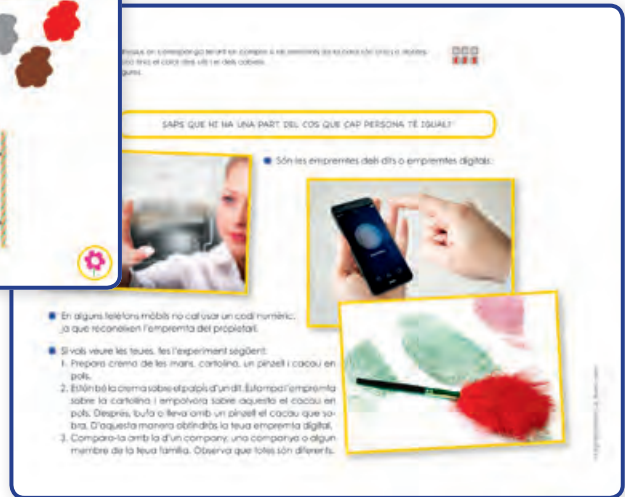 SAPS QUE HI HA UNA PART DEL COS QUE CAP PERSONA TÉ IGUAL?
Són les empremtes dels dits o empremtes digitals.
En alguns telèfons mòbils no cal usar un codi numèric,
ja que reconeixen l'empremta del propietari.
Si vols veure les teues, fes l'experiment següent:
1. Prepara crema de les mans, cartolina, un pinzell i cacau en
pols.
2. Estén bé la crema sobre el palpís d'un dit. Estampa l'empremta
sobre la cartolina i empolvora sobre aquesta el cacau en
pols. Després, bufa o lleva amb un pinzell el cacau que so-
bra. D'aquesta manera obtindràs la teua empremta digital.
3. Compara-la amb la d'un company, una companya o algun
membre de la teua família. Observa que totes són diferents.